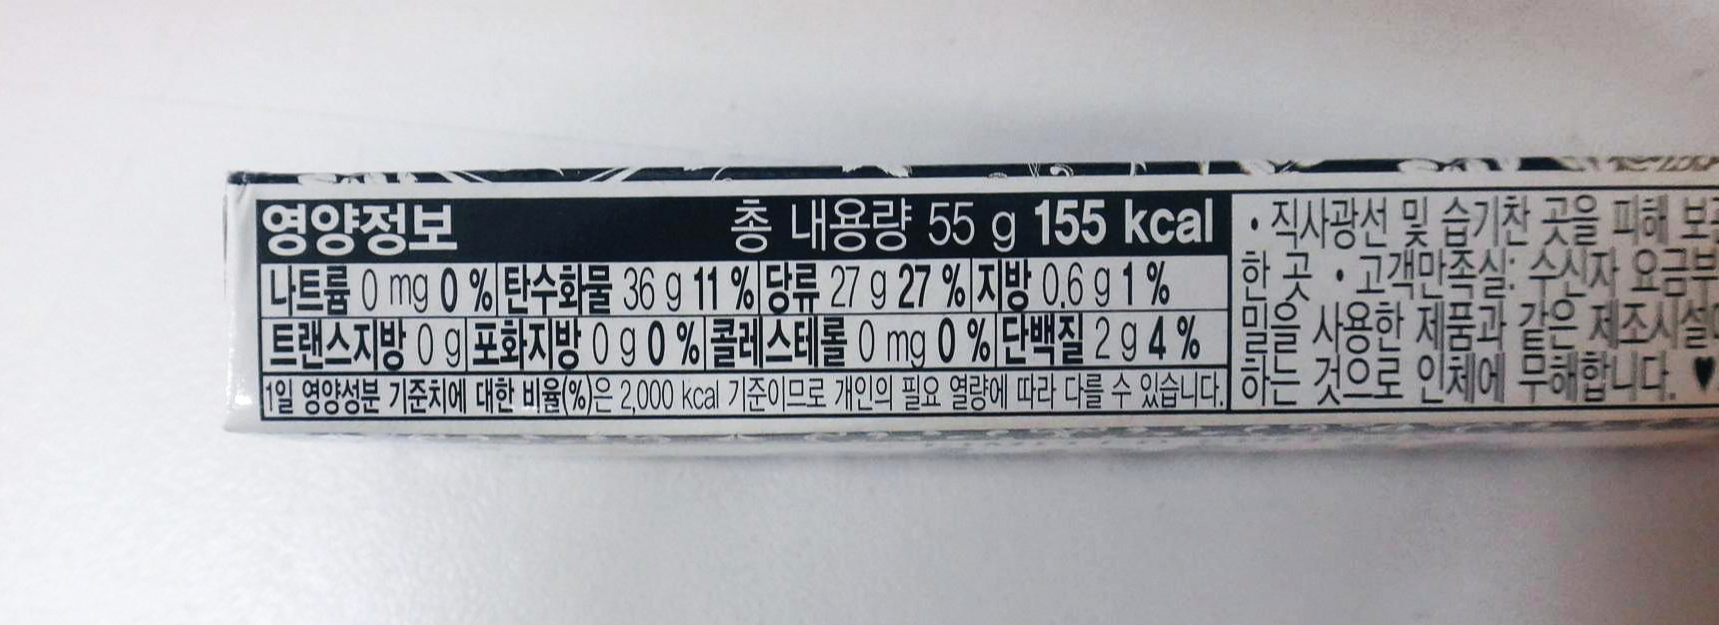 영양정보 총 내용량 55 g 155 kcal
나트륨 0 mg 0 % 탄수화물 36 g 11 % 당류 27 g 27 % 지방 0.6 g 1 %
트랜스지방 0 g 포화지방 0 g 0 % 콜레스테롤 0 mg 0 % 단백질 2 g 4 %
1일 영양성분 기준치에 대한 비율(%)은 2,000 kcal 기준이므로 개인의 필요 열량에 따라 다를 수 있습니다.
• 직사광선 및 습기찬 곳을 피해
한 곳 • 고객만족실: 수신자 요금부
밀을 사용한 제품과 같은 제조시설
하는 것으로 인체에 무해합니다. ♥